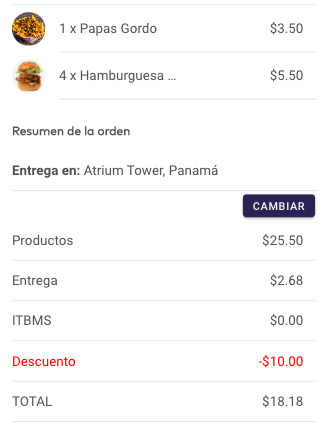 1 x Papas Gordo $3.50
4 x Hamburguesa ... $5.50
Resumen de la orden
Entrega en: Atrium Tower, Panamá
CAMBIAR
Productos $25.50
Entrega $2.68
ITBMS $0.00
Descuento -$10.00
TOTAL $18.18